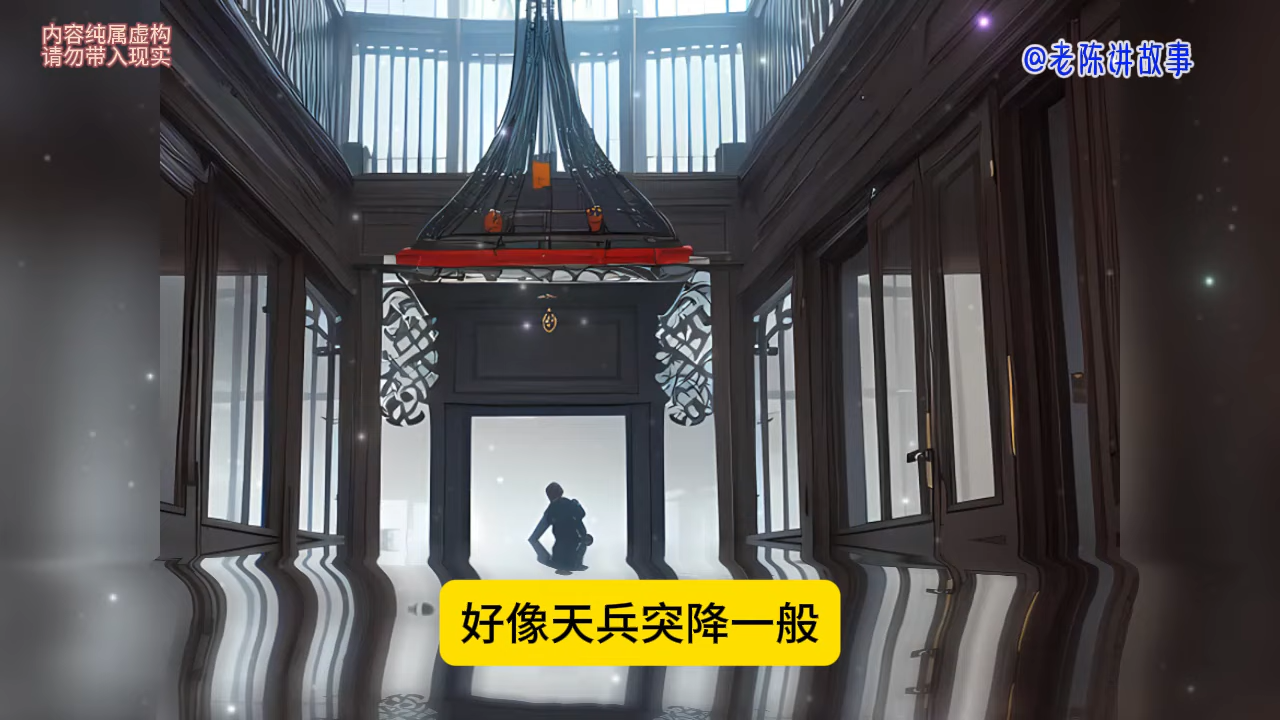 内容纯属虚构
请勿带入现实
@老陈讲故事
好像天兵突降一般